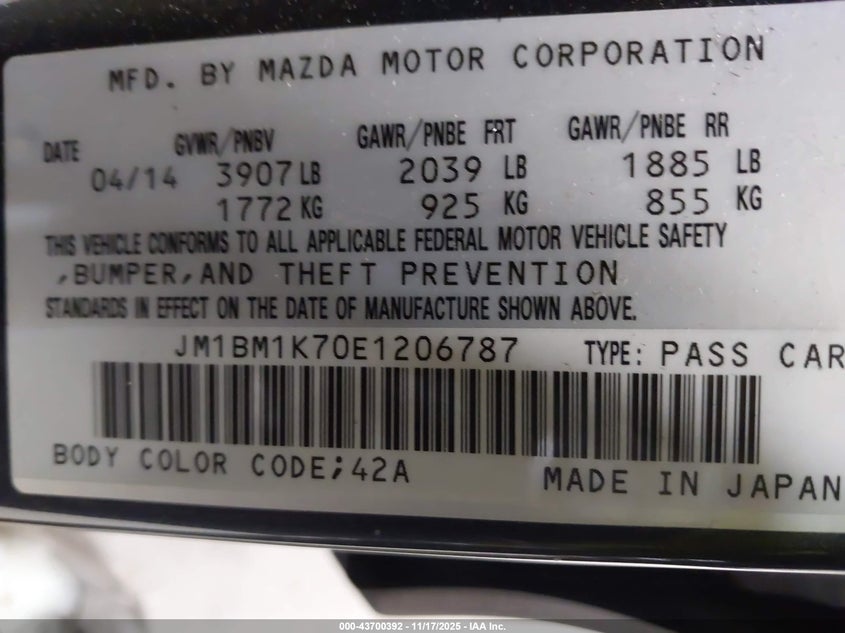 MFD. BY MAZDA MOTOR CORPORATION
DATE GVWR/PNBV GAWR/PNBE FRT GAWR/PNBE RR
04/14 3907 LB 2039 LB 1885 LB
1772 KG 925 KG 855 KG
THIS VEHICLE CONFORMS TO ALL APPLICABLE FEDERAL MOTOR VEHICLE SAFETY
,BUMPER,AND THEFT PREVENTION
STANDARDS IN EFFECT ON THE DATE OF MANUFACTURE SHOWN ABOVE.
JM1BM1K70E1206787 TYPE: PASS CAR
BODY COLOR CODE;42A MADE IN JAPAN
000-43700392 - 11/17/2025 - IAA Inc.